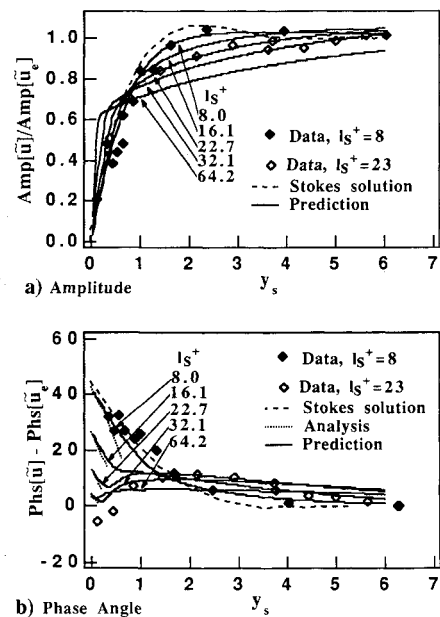 1.0
0.8
0.6
0.4
0.2
0.0
Amp[ũ]/Amp[ũe]
ls+
8.0
16.1
22.7
32.1
64.2
Data, ls+=8
Data, ls+=23
Stokes solution
Prediction
0 1 2 3 4 5 6 7
a) Amplitude
ys
60
40
20
0
-20
Phs[ũ] - Phs[ũe]
ls+
8.0
16.1
22.7
32.1
64.2
Data, ls+=8
Data, ls+=23
Stokes solution
Analysis
Prediction
0 1 2 3 4 5 6 7
b) Phase Angle
ys